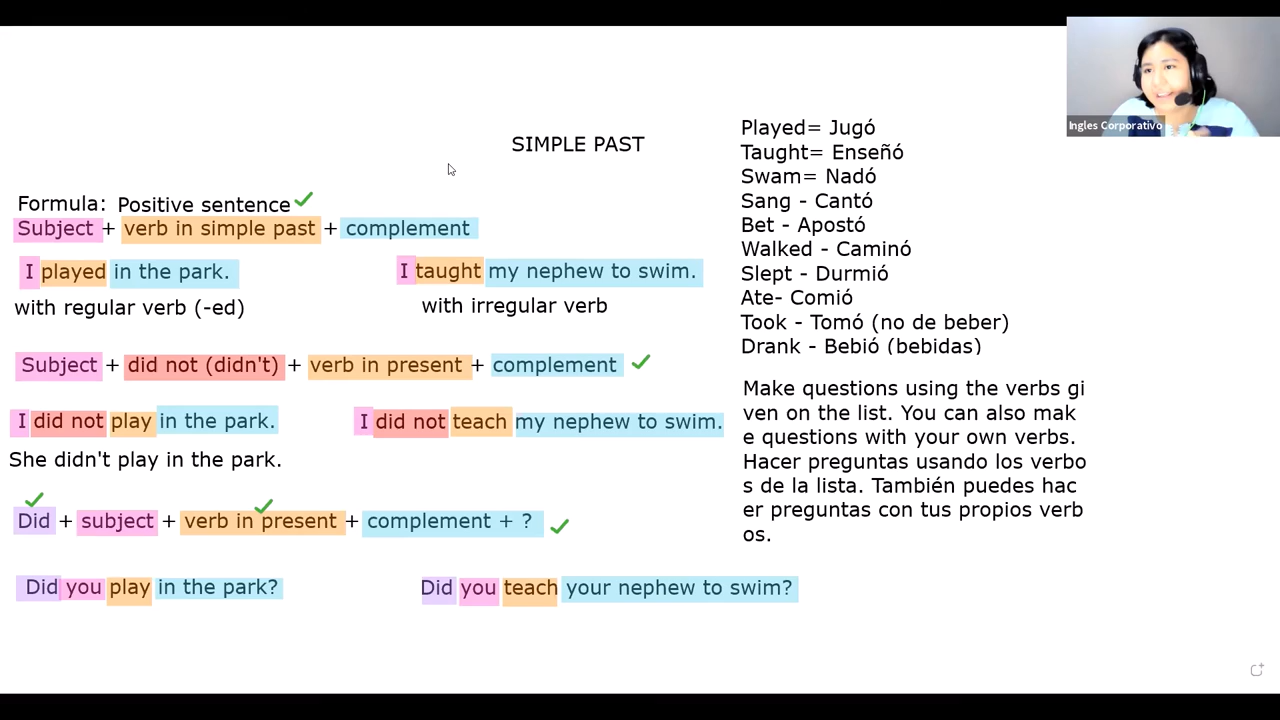 Ingles Corporativo
SIMPLE PAST
Formula: Positive sentence
Subject + verb in simple past + complement
I played in the park.
I taught my nephew to swim.
with regular verb (-ed)
with irregular verb
Subject + did not (didn't) + verb in present + complement
I did not play in the park.
I did not teach my nephew to swim.
She didn't play in the park.
Did + subject + verb in present + complement + ?
Did you play in the park?
Did you teach your nephew to swim?
Played= Jugó
Taught= Enseñó
Swam= Nadó
Sang - Cantó
Bet - Apostó
Walked - Caminó
Slept - Durmió
Ate- Comió
Took - Tomó (no de beber)
Drank - Bebió (bebidas)
Make questions using the verbs gi
ven on the list. You can also mak
e questions with your own verbs.
Hacer preguntas usando los verbo
s de la lista. También puedes hac
er preguntas con tus propios verb
os.